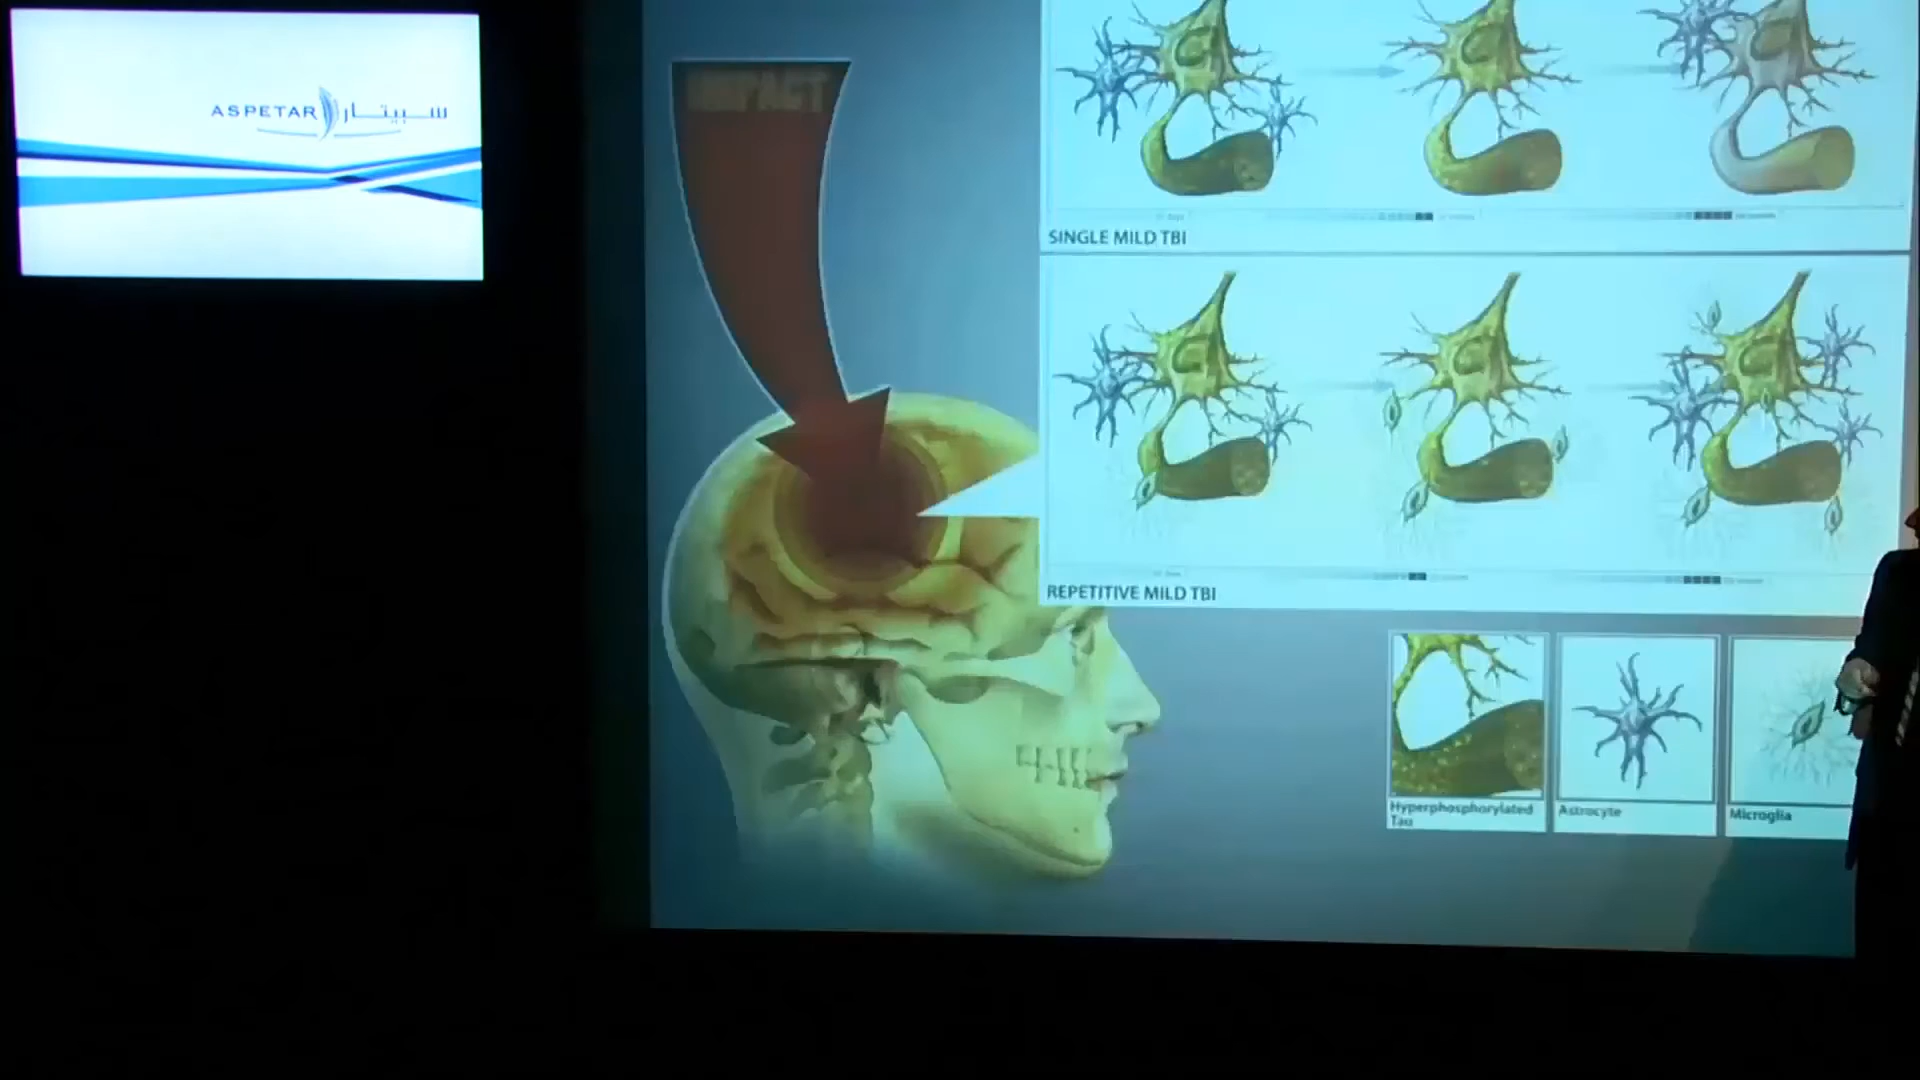 ASPETAR سبيتار
IMPACT
SINGLE MILD TBI
REPETITIVE MILD TBI
Hyperphosphorylated
Tau
Astrocyte
Microglia